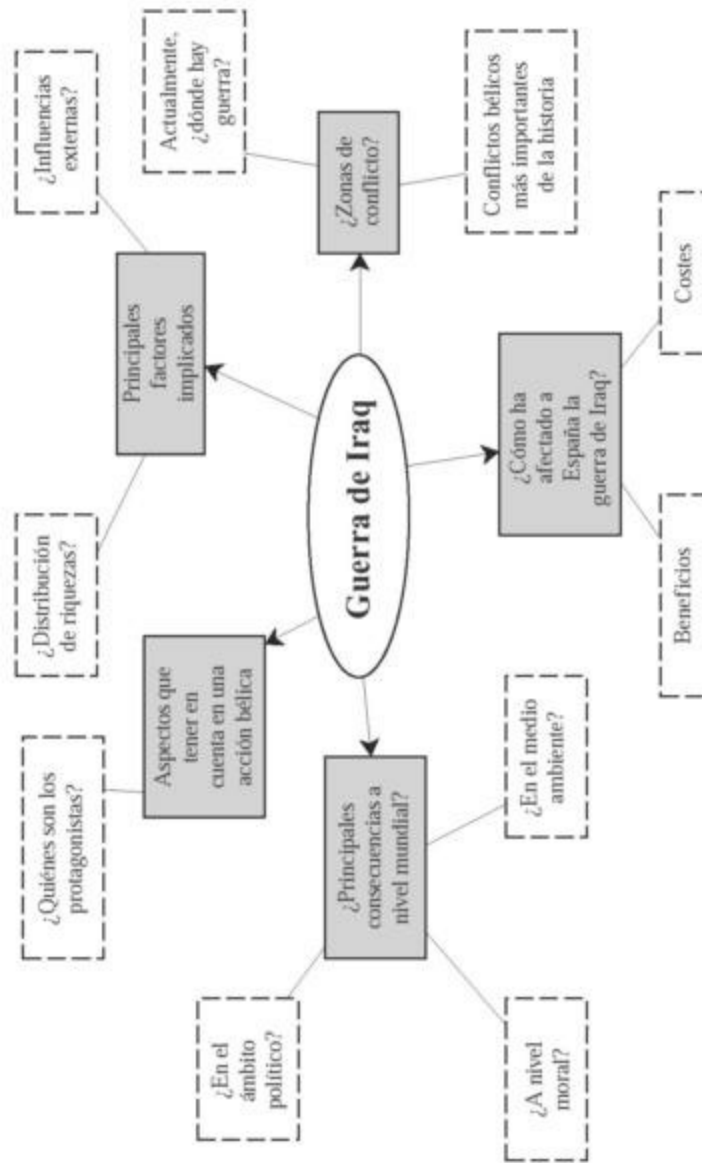 ¿Quiénes son los
protagonistas?
¿Distribución
de riquezas?
¿Influencias
externas?
Aspectos que
tener en
cuenta en una
acción bélica
Principales
factores
implicados
Actualmente,
¿dónde hay
guerra?
¿En el
ámbito
político?
¿Principales
consecuencias a
nivel mundial?
Guerra de Iraq
¿Zonas de
conflicto?
¿A nivel
moral?
¿En el medio
ambiente?
¿Cómo ha
afectado a
España la
guerra de Iraq?
Conflictos bélicos
más importantes
de la historia
Beneficios
Costes